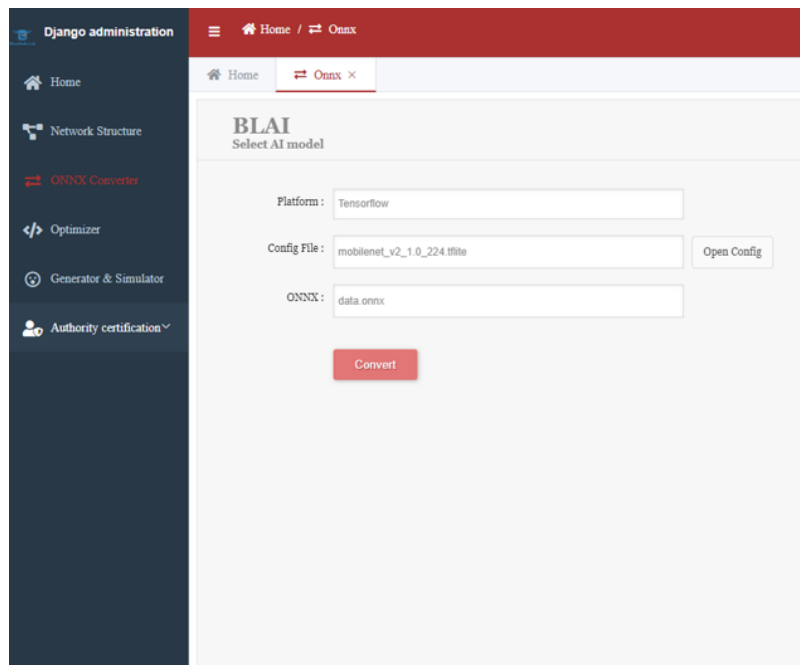 Django administration
Home / Onnx
Home
Network Structure
ONNX Converter
Optimizer
Generator & Simulator
Authority certification
Home
Onnx ×
BLAI
Select AI model
Platform : Tensorflow
Config File : mobilenet_v2_1.0_224.tflite Open Config
ONNX : data.onnx
Convert